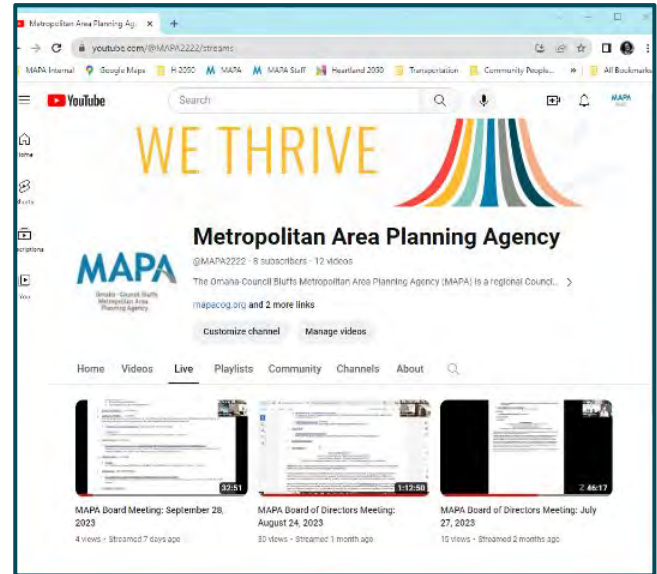 Metropolitan Area Planning Ag
youtube.com/@MAPA2222/streams
MAPA Internal Google Maps H-2050 MAPA MAPA Staff Heartland 2050 Transportation Community People... » All Bookmarks
YouTube Search MAPA
WE THRIVE
Home
Metropolitan Area Planning Agency
@MAPA2222 · 8 subscribers · 12 videos
MAPA
Omaha - Council Bluffs
Metropolitan Area
Planning Agency
The Omaha-Council Bluffs Metropolitan Area Planning Agency (MAPA) is a regional Counci...
You
mapacog.org and 2 more links
Customize channel Manage videos
Home Videos Live Playlists Community Channels About
32:51 1:12:50 46:17
MAPA Board Meeting: September 28,
2023
4 views · Streamed 7 days ago
MAPA Board of Directors Meeting:
August 24, 2023
30 views · Streamed 1 month ago
MAPA Board of Directors Meeting: July
27, 2023
15 views · Streamed 2 months ago